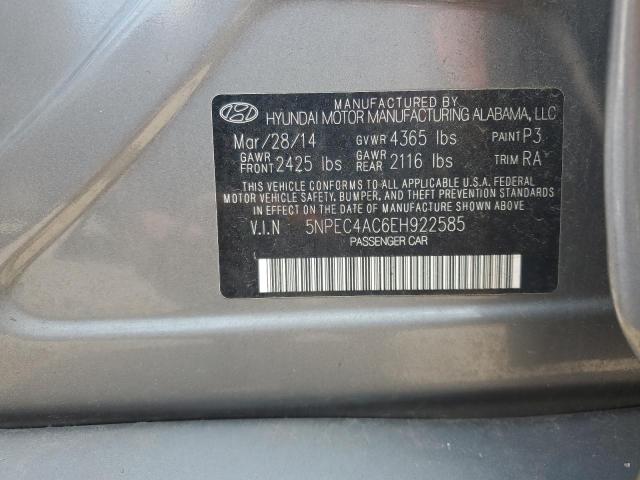 MANUFACTURED BY
HYUNDAI MOTOR MANUFACTURING ALABAMA, LLC
Mar/28/14 GVWR 4365 lbs PAINT P3
GAWR FRONT 2425 lbs GAWR REAR 2116 lbs TRIM RA
THIS VEHICLE CONFORMS TO ALL APPLICABLE U.S.A. FEDERAL
MOTOR VEHICLE SAFETY, BUMPER, AND THEFT PREVENTION STANDARDS
IN EFFECT ON THE DATE OF MANUFACTURE SHOWN ABOVE.
V.I.N 5NPEC4AC6EH922585
PASSENGER CAR